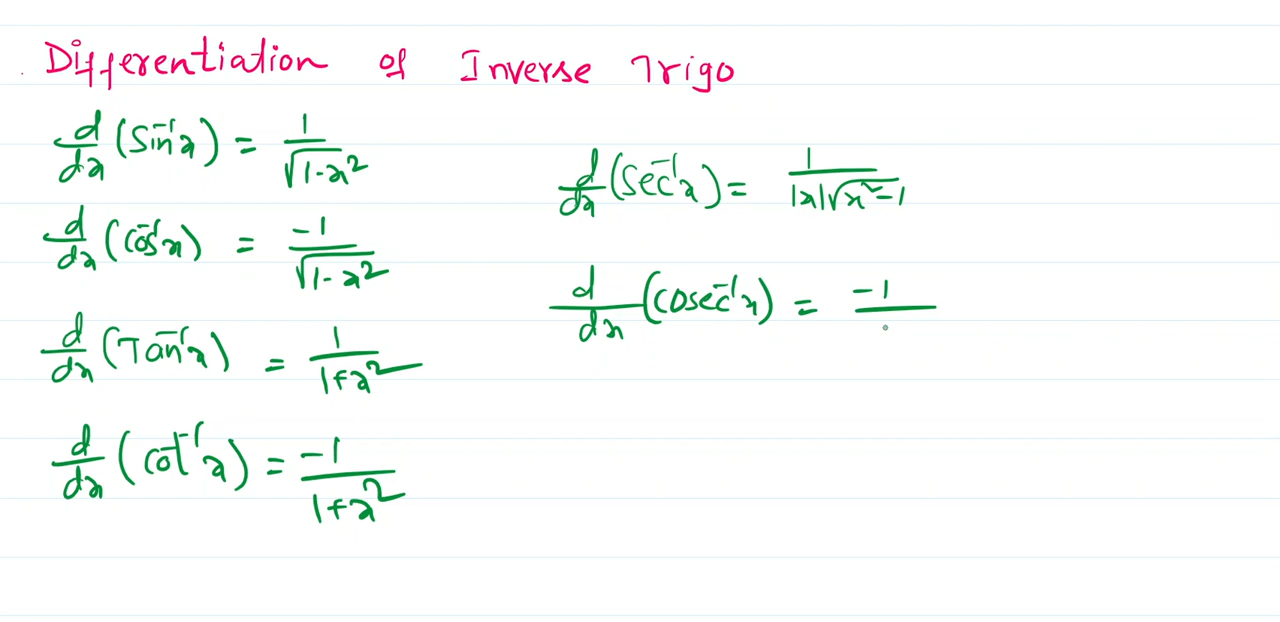 Differentiation of Inverse Trigo
d/dx (Sin⁻¹x) = 1/√(1-x²)
d/dx (cos⁻¹x) = -1/√(1-x²)
d/dx (Tan⁻¹x) = 1/(1+x²)
d/dx (cot⁻¹x) = -1/(1+x²)
d/dx (Sec⁻¹x) = 1/(|x|√(x²-1))
d/dx (cosec⁻¹x) = -1/